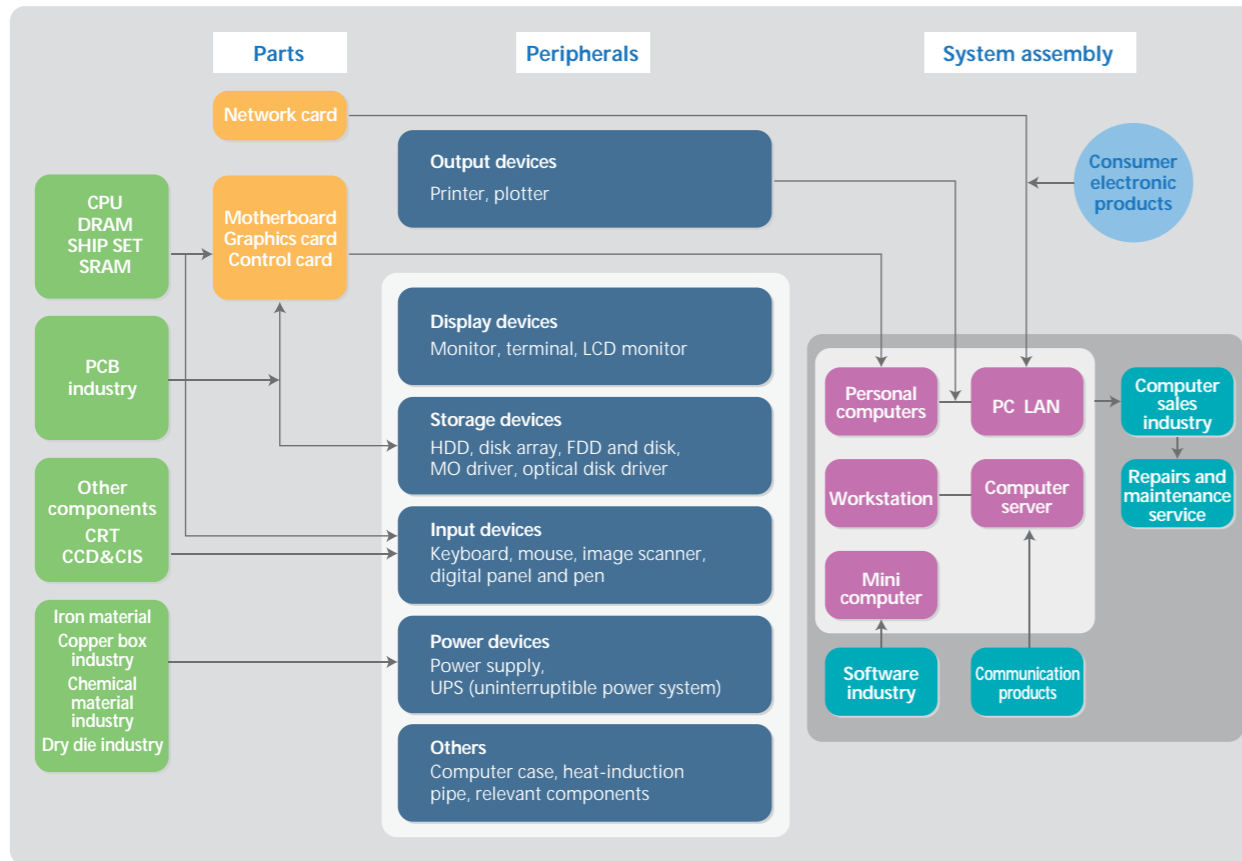 Parts
Peripherals
System assembly
Network card
Output devices
Printer, plotter
Consumer
electronic
products
CPU
DRAM
SHIP SET
SRAM
Motherboard
Graphics card
Control card
Display devices
Monitor, terminal, LCD monitor
PCB
industry
Storage devices
HDD, disk array, FDD and disk,
MO driver, optical disk driver
Personal
computers
PC LAN
Computer
sales
industry
Other
components
CRT
CCD&CIS
Input devices
Keyboard, mouse, image scanner,
digital panel and pen
Workstation
Computer
server
Repairs and
maintenance
service
Mini
computer
Iron material
Copper box
industry
Chemical
material
industry
Dry die industry
Power devices
Power supply,
UPS (uninterruptible power system)
Software
industry
Communication
products
Others
Computer case, heat-induction
pipe, relevant components